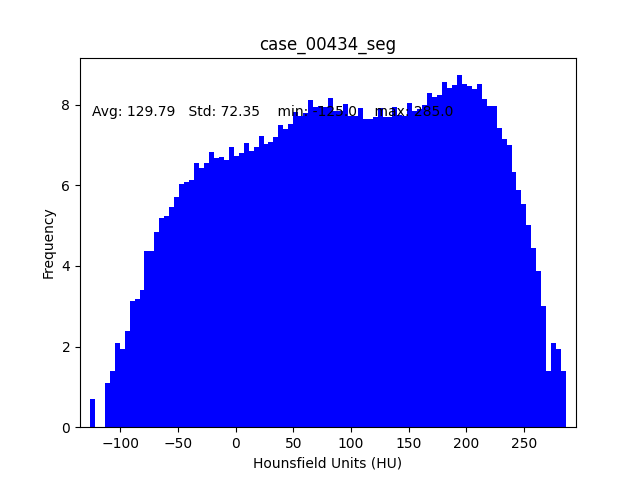 case_00434_seg
Avg: 129.79 Std: 72.35 min: -125.0 max: 285.0
8
6
4
2
0
Frequency
−100 −50 0 50 100 150 200 250
Hounsfield Units (HU)